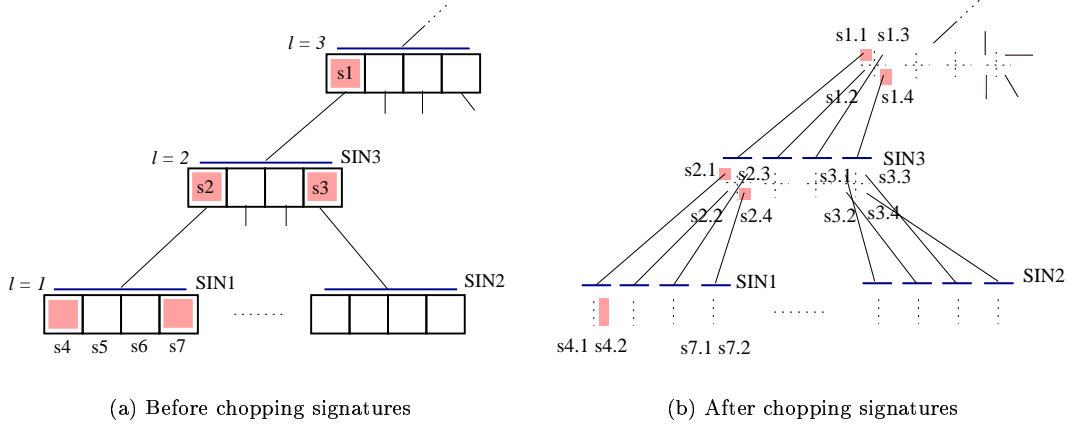 l = 3
s1
l = 2
SIN3
s2
s3
l = 1
SIN1
SIN2
s4 s5 s6 s7
(a) Before chopping signatures
s1.1 s1.3
s1.2 s1.4
SIN3
s2.1 s2.3 s3.1 s3.3
s2.2 s2.4 s3.2 s3.4
SIN1
SIN2
s4.1 s4.2 s7.1 s7.2
(b) After chopping signatures